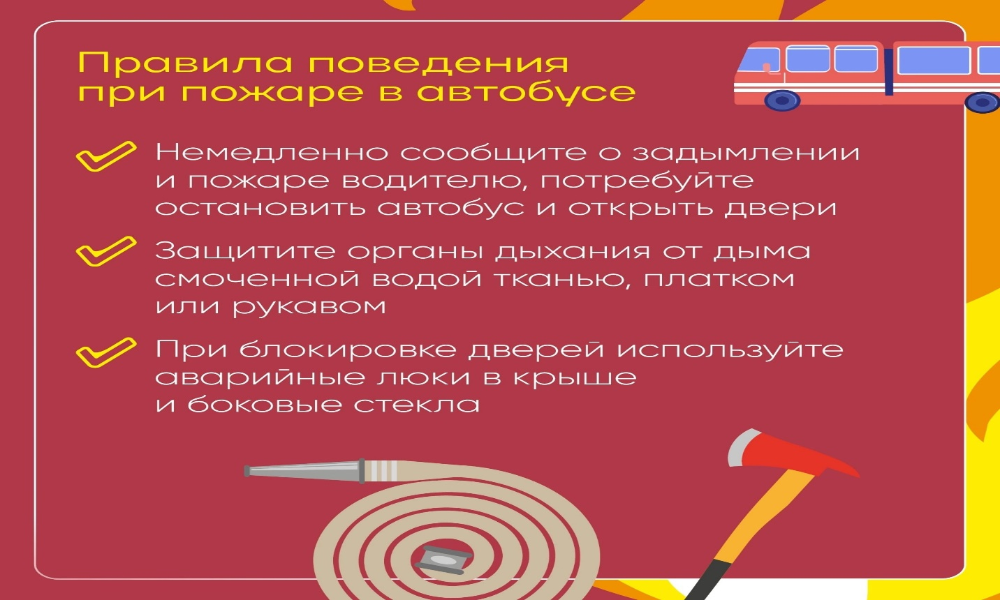 Правила поведения
при пожаре в автобусе
Немедленно сообщите о задымлении
и пожаре водителю, потребуйте
остановить автобус и открыть двери
Защитите органы дыхания от дыма
смоченной водой тканью, платком
или рукавом
При блокировке дверей используйте
аварийные люки в крыше
и боковые стекла